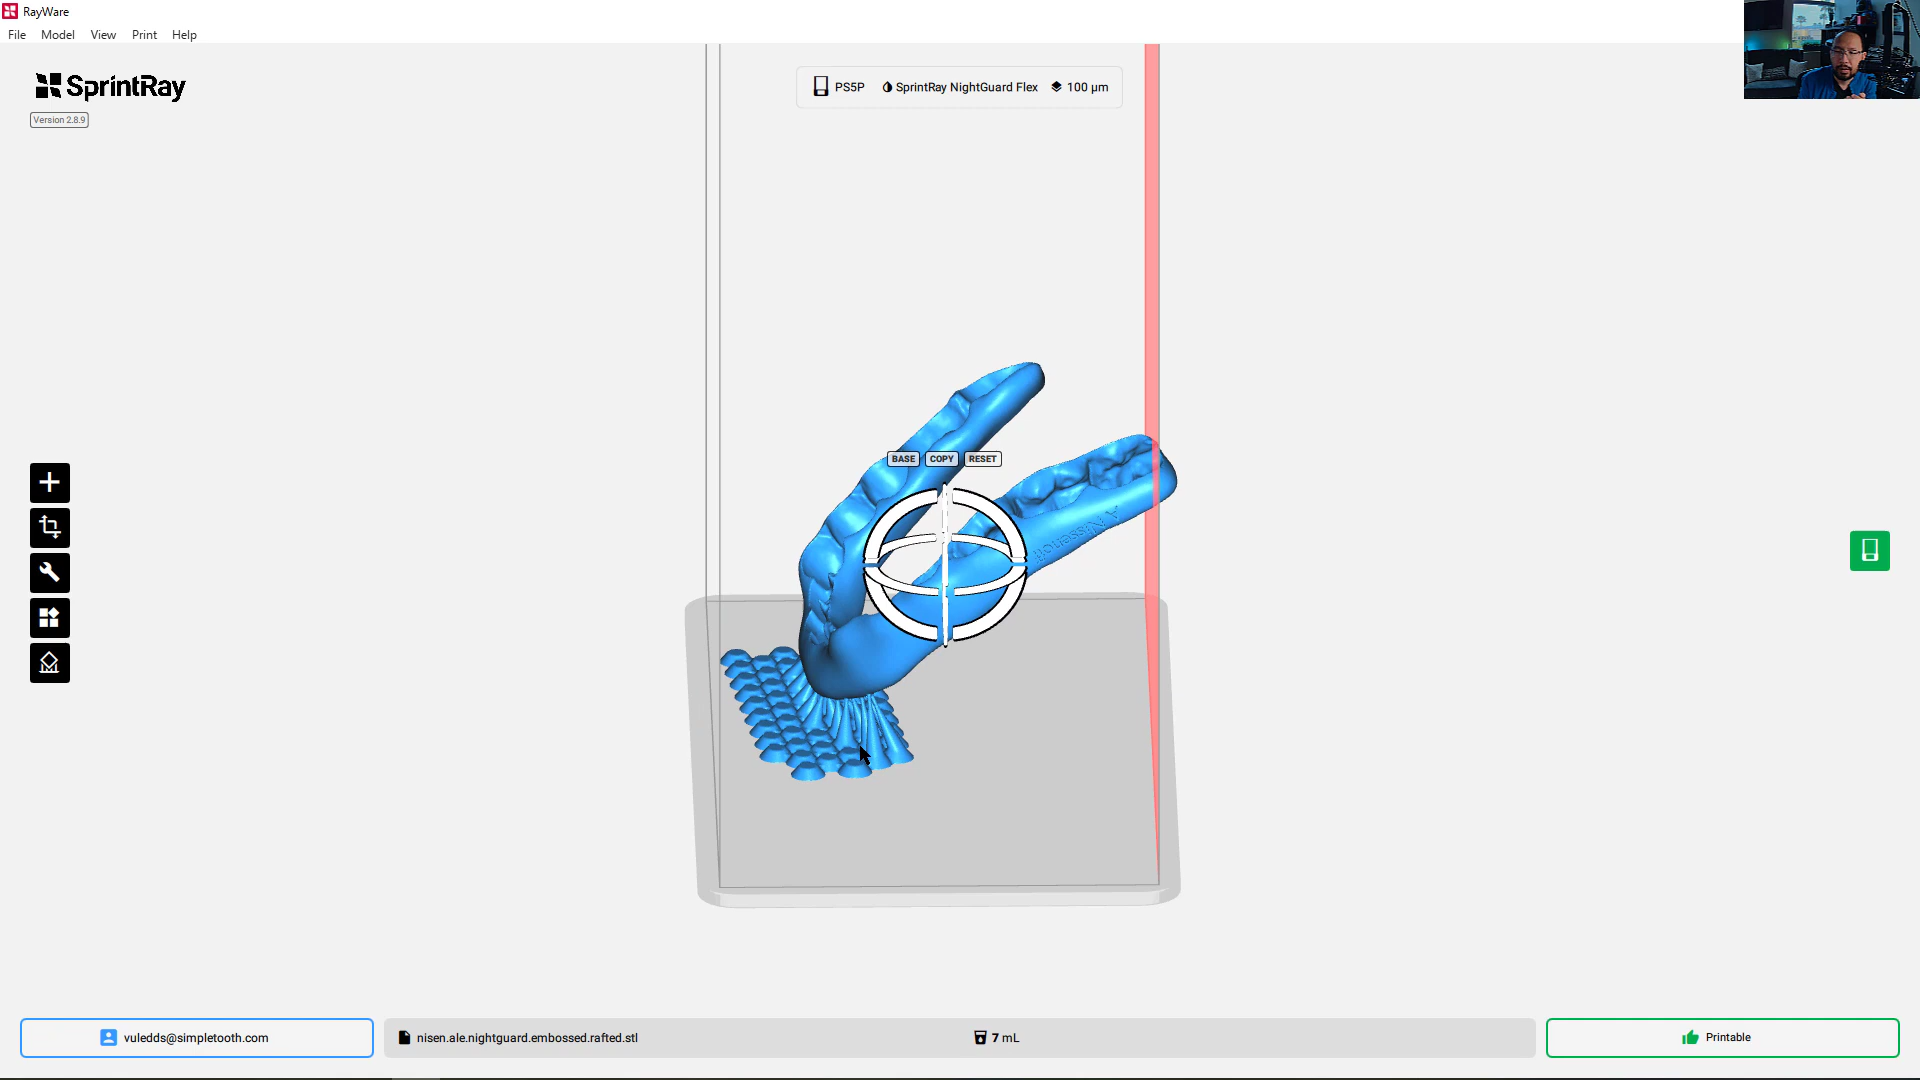 RayWare
File Model View Print Help
SprintRay
Version 2.8.9
PS5P SprintRay NightGuard Flex 100 µm
BASE COPY RESET
vuledds@simpletooth.com
nisen.ale.nightguard.embossed.rafted.stl
7 mL
Printable